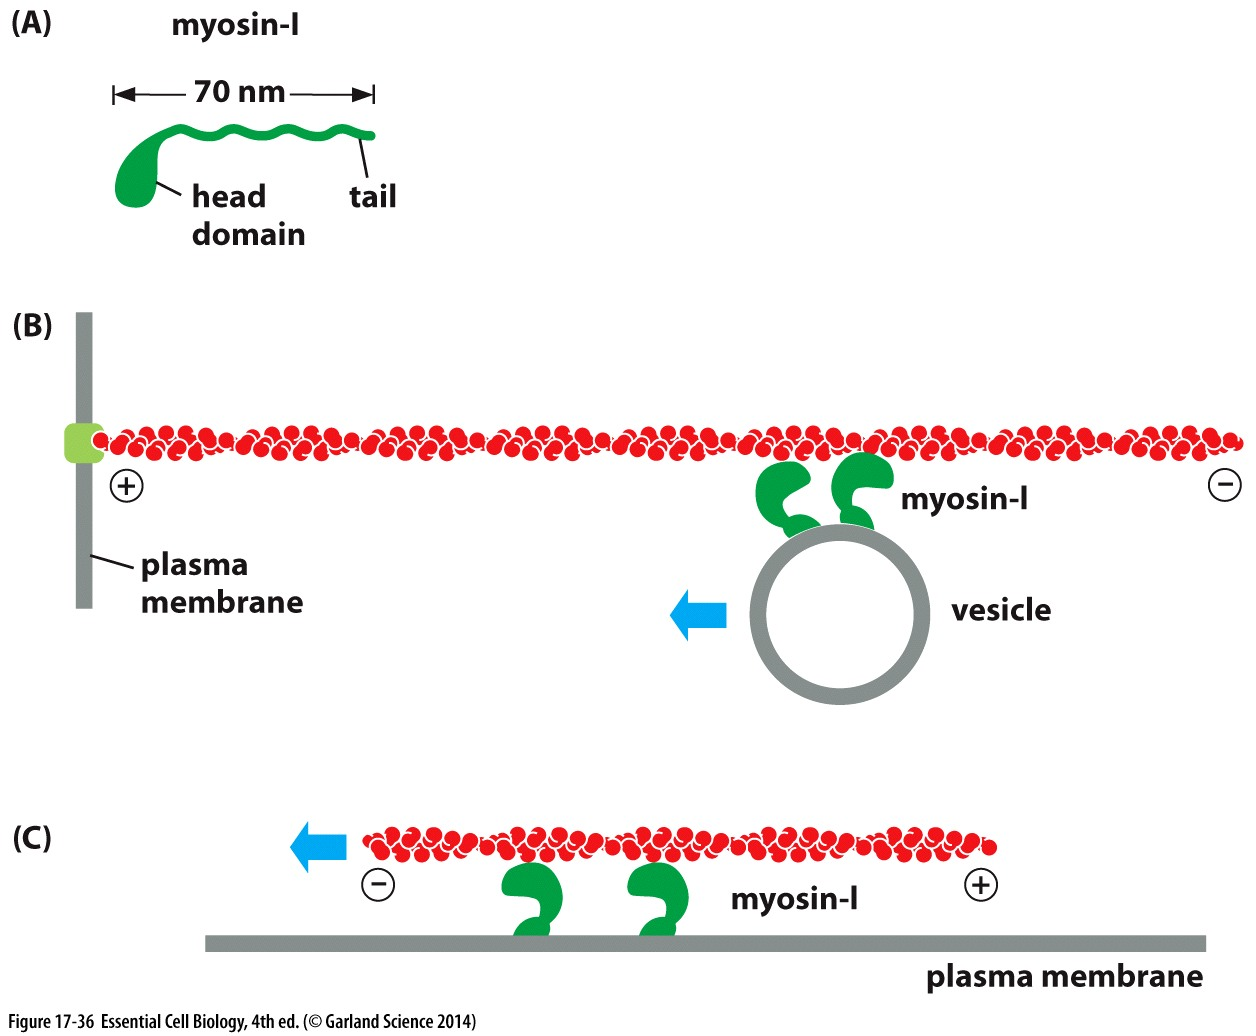 (A)
myosin-I
70 nm
head
domain
tail
(B)
+
−
myosin-I
plasma
membrane
vesicle
(C)
−
+
myosin-I
plasma membrane
Figure 17-36 Essential Cell Biology, 4th ed. (© Garland Science 2014)